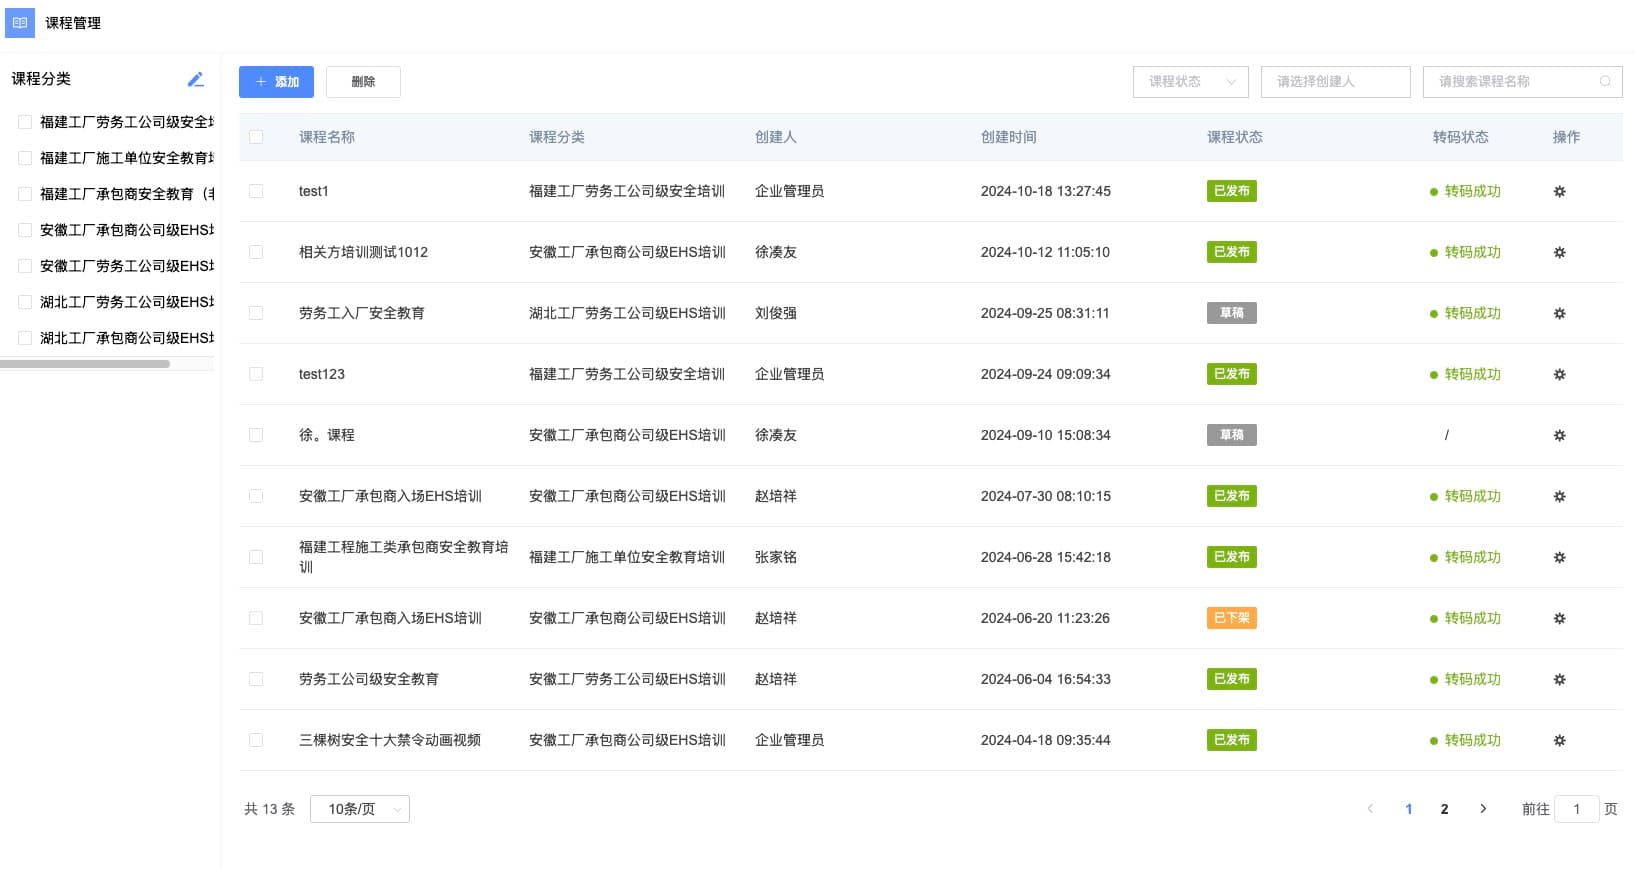 课程管理
课程分类
福建工厂劳务工公司级安全
福建工厂施工单位安全教育
福建工厂承包商安全教育（
安徽工厂承包商公司级EHS
安徽工厂劳务工公司级EHS
湖北工厂劳务工公司级EHS
湖北工厂承包商公司级EHS
添加 删除 课程状态 请选择创建人 请搜索课程名称
课程名称 课程分类 创建人 创建时间 课程状态 转码状态 操作
test1 福建工厂劳务工公司级安全培训 企业管理员 2024-10-18 13:27:45 已发布 转码成功
相关方培训测试1012 安徽工厂承包商公司级EHS培训 徐凑友 2024-10-12 11:05:10 已发布 转码成功
劳务工入厂安全教育 湖北工厂劳务工公司级EHS培训 刘俊强 2024-09-25 08:31:11 草稿 转码成功
test123 福建工厂劳务工公司级安全培训 企业管理员 2024-09-24 09:09:34 已发布 转码成功
徐。课程 安徽工厂承包商公司级EHS培训 徐凑友 2024-09-10 15:08:34 草稿 /
安徽工厂承包商入场EHS培训 安徽工厂承包商公司级EHS培训 赵培祥 2024-07-30 08:10:15 已发布 转码成功
福建工程施工类承包商安全教育培
训 福建工厂施工单位安全教育培训 张家铭 2024-06-28 15:42:18 已发布 转码成功
安徽工厂承包商入场EHS培训 安徽工厂承包商公司级EHS培训 赵培祥 2024-06-20 11:23:26 已下架 转码成功
劳务工公司级安全教育 安徽工厂劳务工公司级EHS培训 赵培祥 2024-06-04 16:54:33 已发布 转码成功
三棵树安全十大禁令动画视频 安徽工厂承包商公司级EHS培训 企业管理员 2024-04-18 09:35:44 已发布 转码成功
共 13 条 10条/页 1 2 前往 1 页